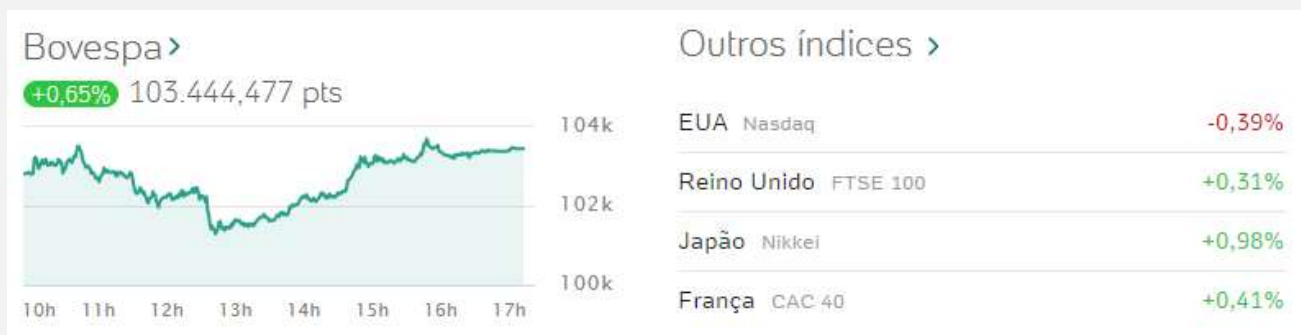 Bovespa >
+0,65% 103.444,477 pts
104k
102k
100k
10h 11h 12h 13h 14h 15h 16h 17h
Outros índices >
EUA Nasdaq -0,39%
Reino Unido FTSE 100 +0,31%
Japão Nikkei +0,98%
França CAC 40 +0,41%